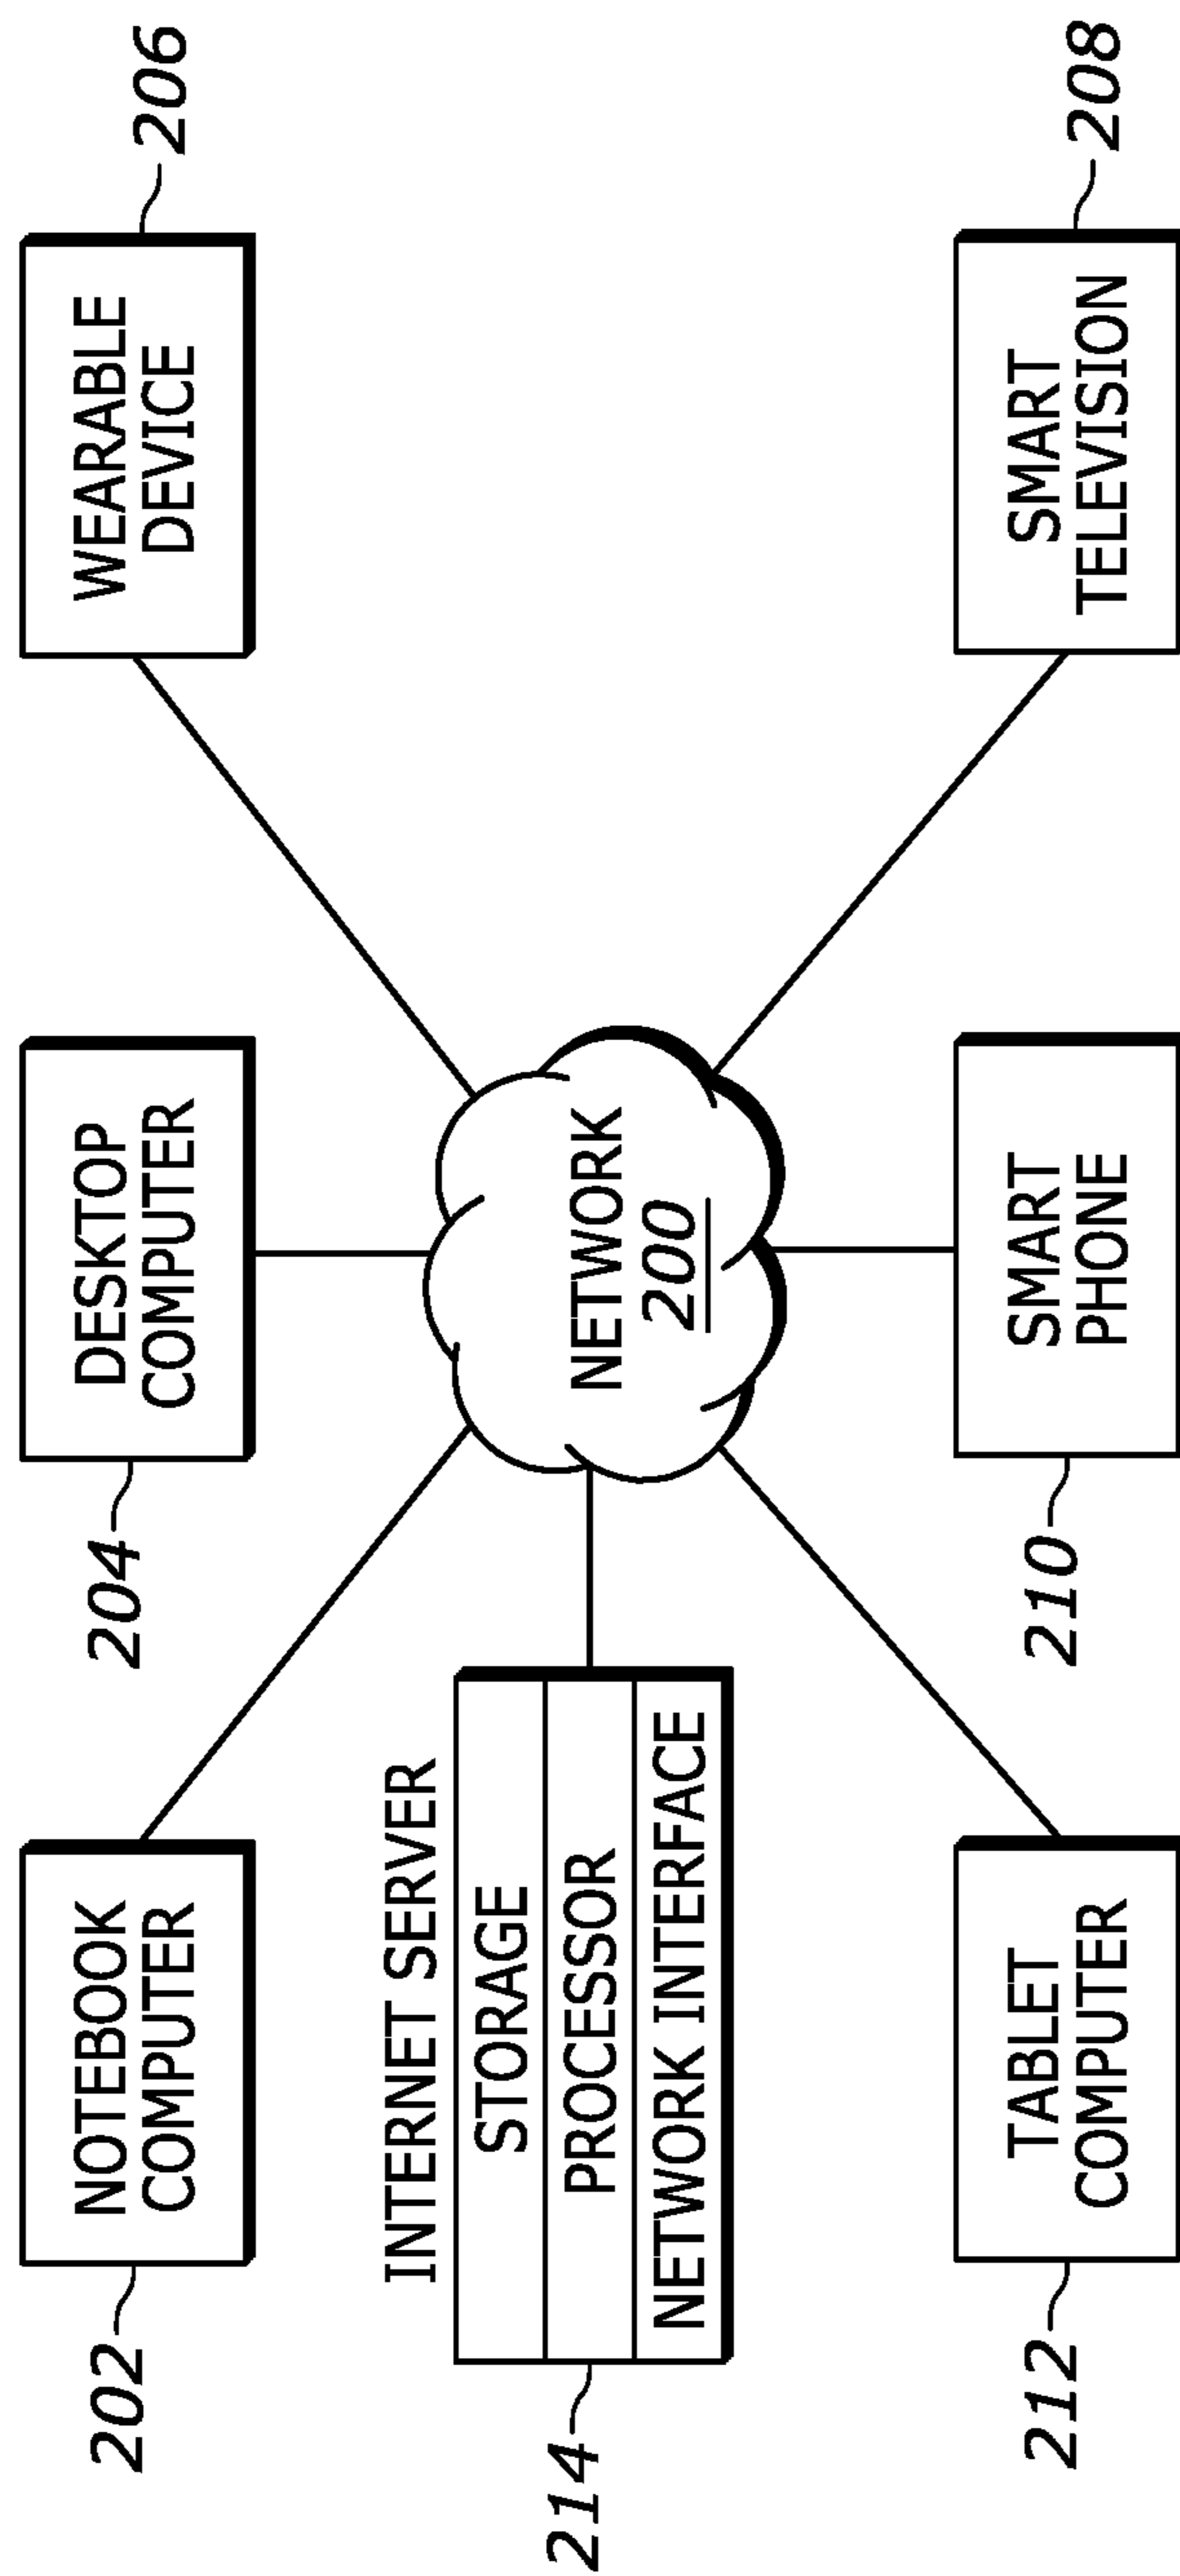 202
NOTEBOOK
COMPUTER
204
DESKTOP
COMPUTER
WEARABLE
DEVICE
206
INTERNET SERVER
214
STORAGE
PROCESSOR
NETWORK INTERFACE
NETWORK
200
212
TABLET
COMPUTER
210
SMART
PHONE
SMART
TELEVISION
208